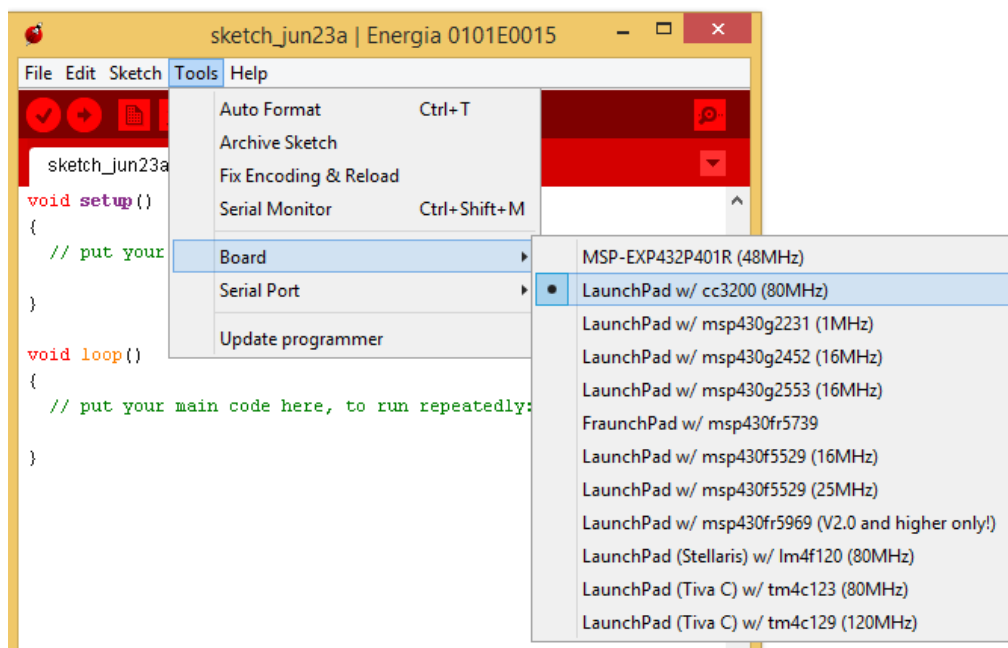 sketch_jun23a | Energia 0101E0015
File Edit Sketch Tools Help
Auto Format Ctrl+T
Archive Sketch
sketch_jun23a
Fix Encoding & Reload
void setup()
Serial Monitor Ctrl+Shift+M
{
// put your
Board
MSP-EXP432P401R (48MHz)
Serial Port
LaunchPad w/ cc3200 (80MHz)
}
LaunchPad w/ msp430g2231 (1MHz)
Update programmer
void loop()
LaunchPad w/ msp430g2452 (16MHz)
{
LaunchPad w/ msp430g2553 (16MHz)
// put your main code here, to run repeatedly:
FraunchPad w/ msp430fr5739
}
LaunchPad w/ msp430f5529 (16MHz)
LaunchPad w/ msp430f5529 (25MHz)
LaunchPad w/ msp430fr5969 (V2.0 and higher only!)
LaunchPad (Stellaris) w/ lm4f120 (80MHz)
LaunchPad (Tiva C) w/ tm4c123 (80MHz)
LaunchPad (Tiva C) w/ tm4c129 (120MHz)